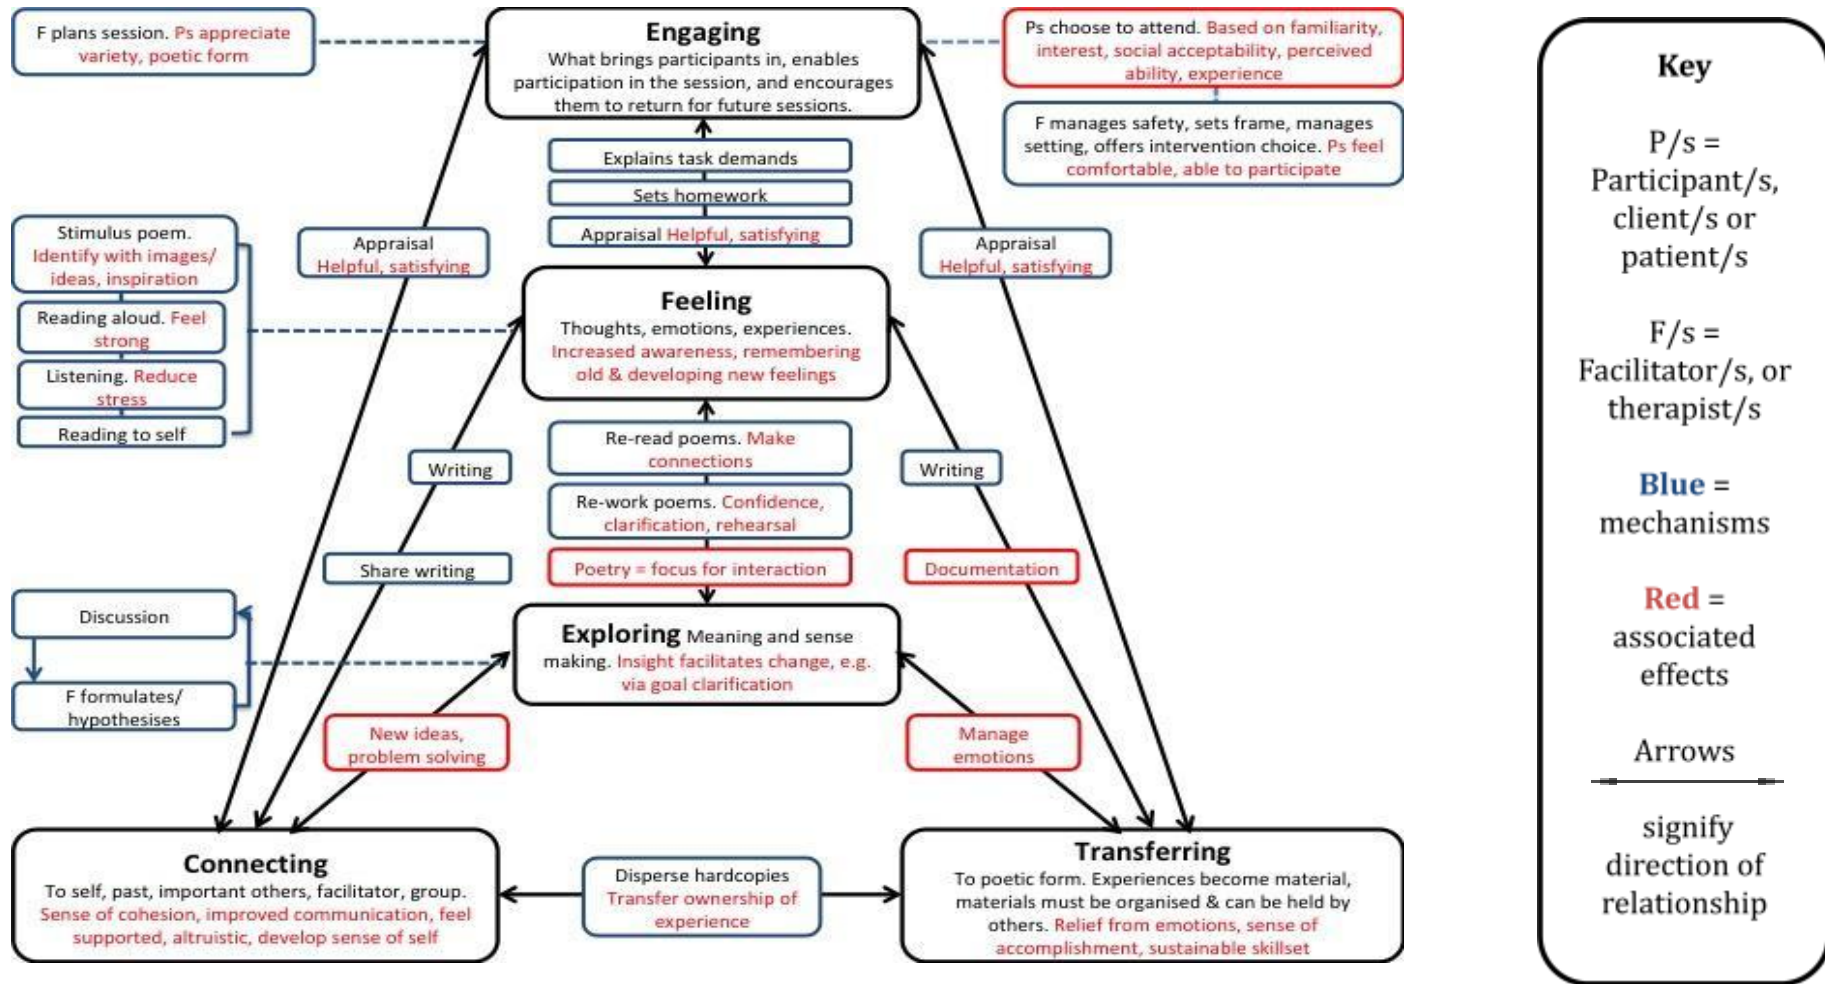 F plans session. Ps appreciate
variety, poetic form
Engaging
What brings participants in, enables
participation in the session, and encourages
them to return for future sessions.
Ps choose to attend. Based on familiarity,
interest, social acceptability, perceived
ability, experience
F manages safety, sets frame, manages
setting, offers intervention choice. Ps feel
comfortable, able to participate
Explains task demands
Sets homework
Appraisal Helpful, satisfying
Stimulus poem.
Identify with images/
ideas, inspiration
Reading aloud. Feel
strong
Listening. Reduce
stress
Reading to self
Appraisal
Helpful, satisfying
Appraisal
Helpful, satisfying
Feeling
Thoughts, emotions, experiences.
Increased awareness, remembering
old & developing new feelings
Writing
Re-read poems. Make
connections
Writing
Re-work poems. Confidence,
clarification, rehearsal
Share writing
Poetry = focus for interaction
Documentation
Discussion
F formulates/
hypothesises
Exploring Meaning and sense
making. Insight facilitates change, e.g.
via goal clarification
New ideas,
problem solving
Manage
emotions
Connecting
To self, past, important others, facilitator, group.
Sense of cohesion, improved communication, feel
supported, altruistic, develop sense of self
Disperse hardcopies
Transfer ownership of
experience
Transferring
To poetic form. Experiences become material,
materials must be organised & can be held by
others. Relief from emotions, sense of
accomplishment, sustainable skillset
Key
P/s =
Participant/s,
client/s or
patient/s
F/s =
Facilitator/s, or
therapist/s
Blue =
mechanisms
Red =
associated
effects
Arrows
signify
direction of
relationship